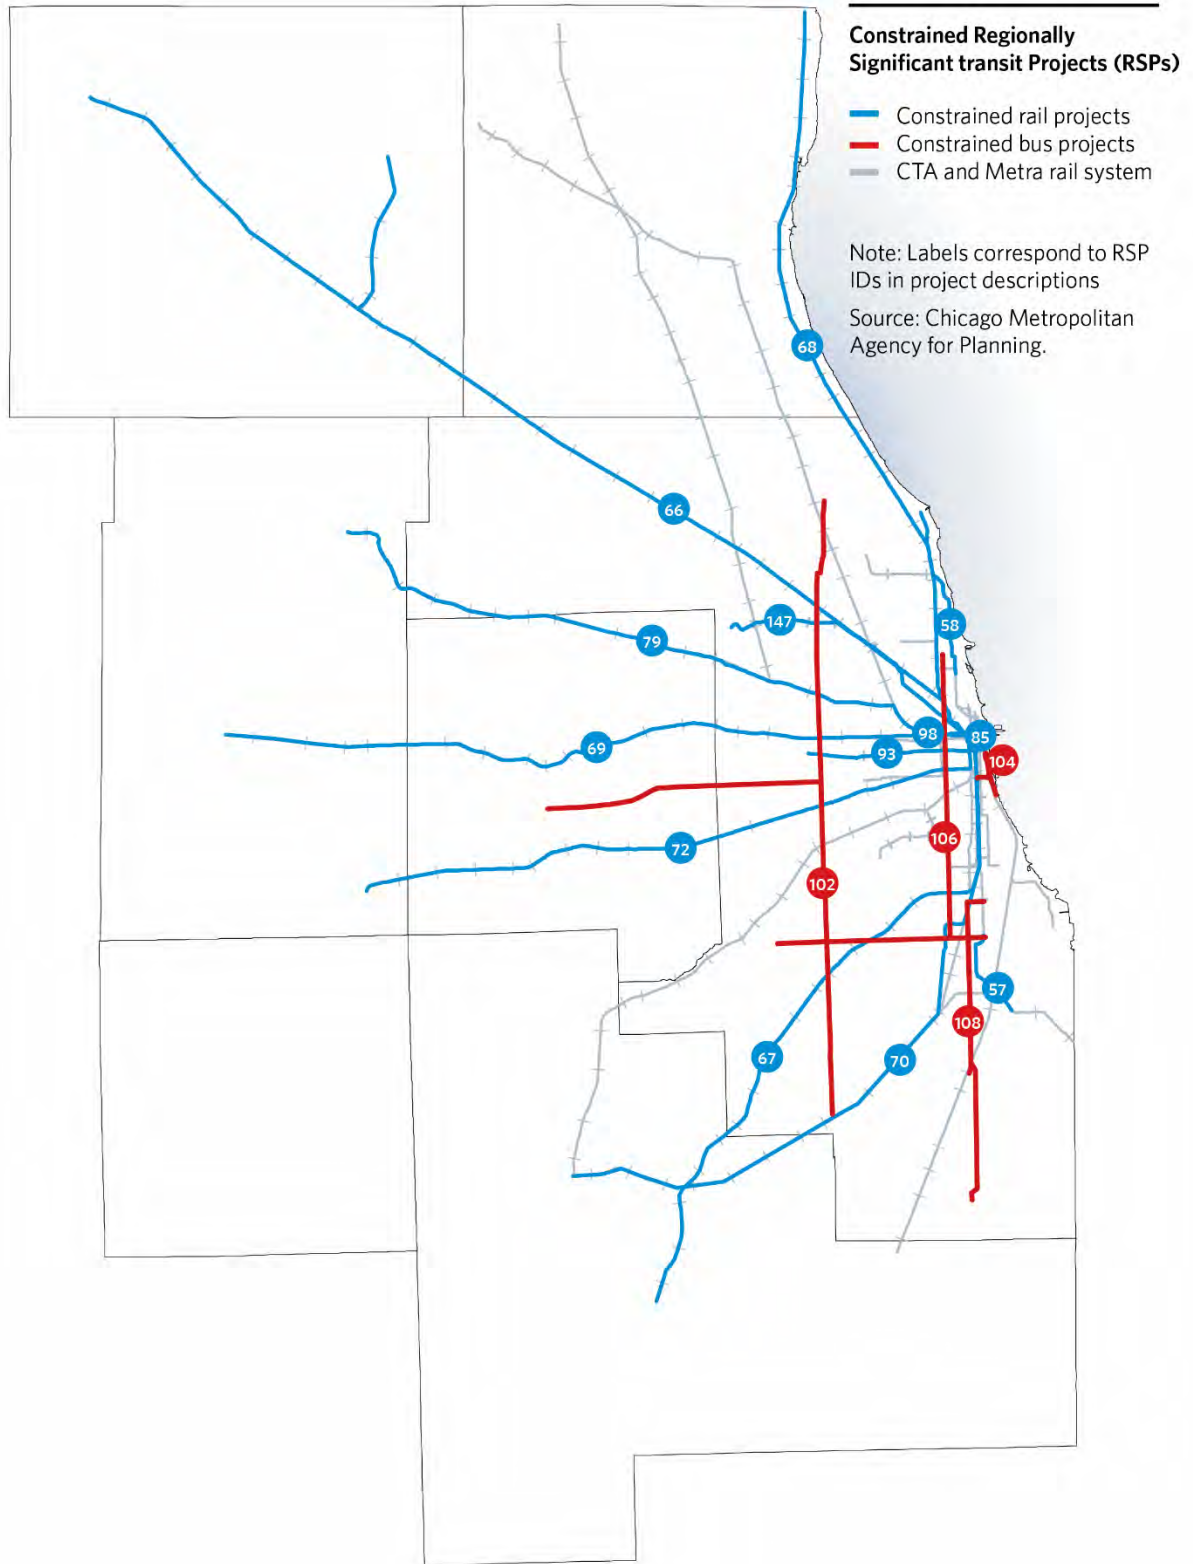 Constrained Regionally
Significant transit Projects (RSPs)
Constrained rail projects
Constrained bus projects
CTA and Metra rail system
Note: Labels correspond to RSP
IDs in project descriptions
Source: Chicago Metropolitan
Agency for Planning.
68
66
147
58
79
98
85
69
93
104
106
72
102
57
108
67
70